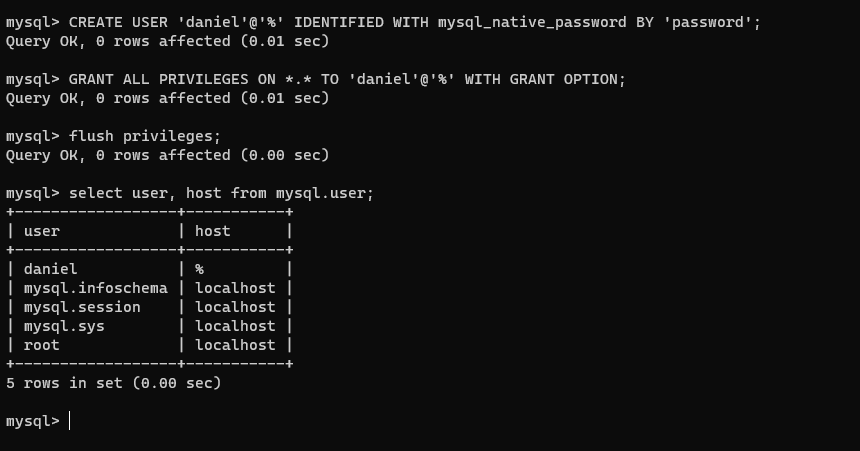 mysql> CREATE USER 'daniel'@'%' IDENTIFIED WITH mysql_native_password BY 'password';
Query OK, 0 rows affected (0.01 sec)
mysql> GRANT ALL PRIVILEGES ON *.* TO 'daniel'@'%' WITH GRANT OPTION;
Query OK, 0 rows affected (0.01 sec)
mysql> flush privileges;
Query OK, 0 rows affected (0.00 sec)
mysql> select user, host from mysql.user;
+------------------+-----------+
| user             | host      |
+------------------+-----------+
| daniel           | %         |
| mysql.infoschema | localhost |
| mysql.session    | localhost |
| mysql.sys        | localhost |
| root             | localhost |
+------------------+-----------+
5 rows in set (0.00 sec)
mysql>